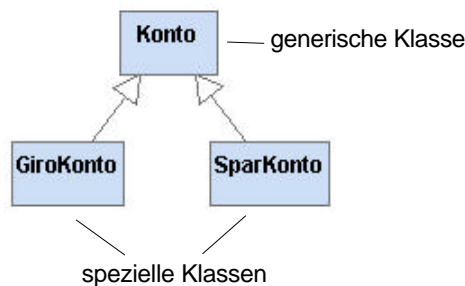 Konto
generische Klasse
GiroKonto
SparKonto
spezielle Klassen